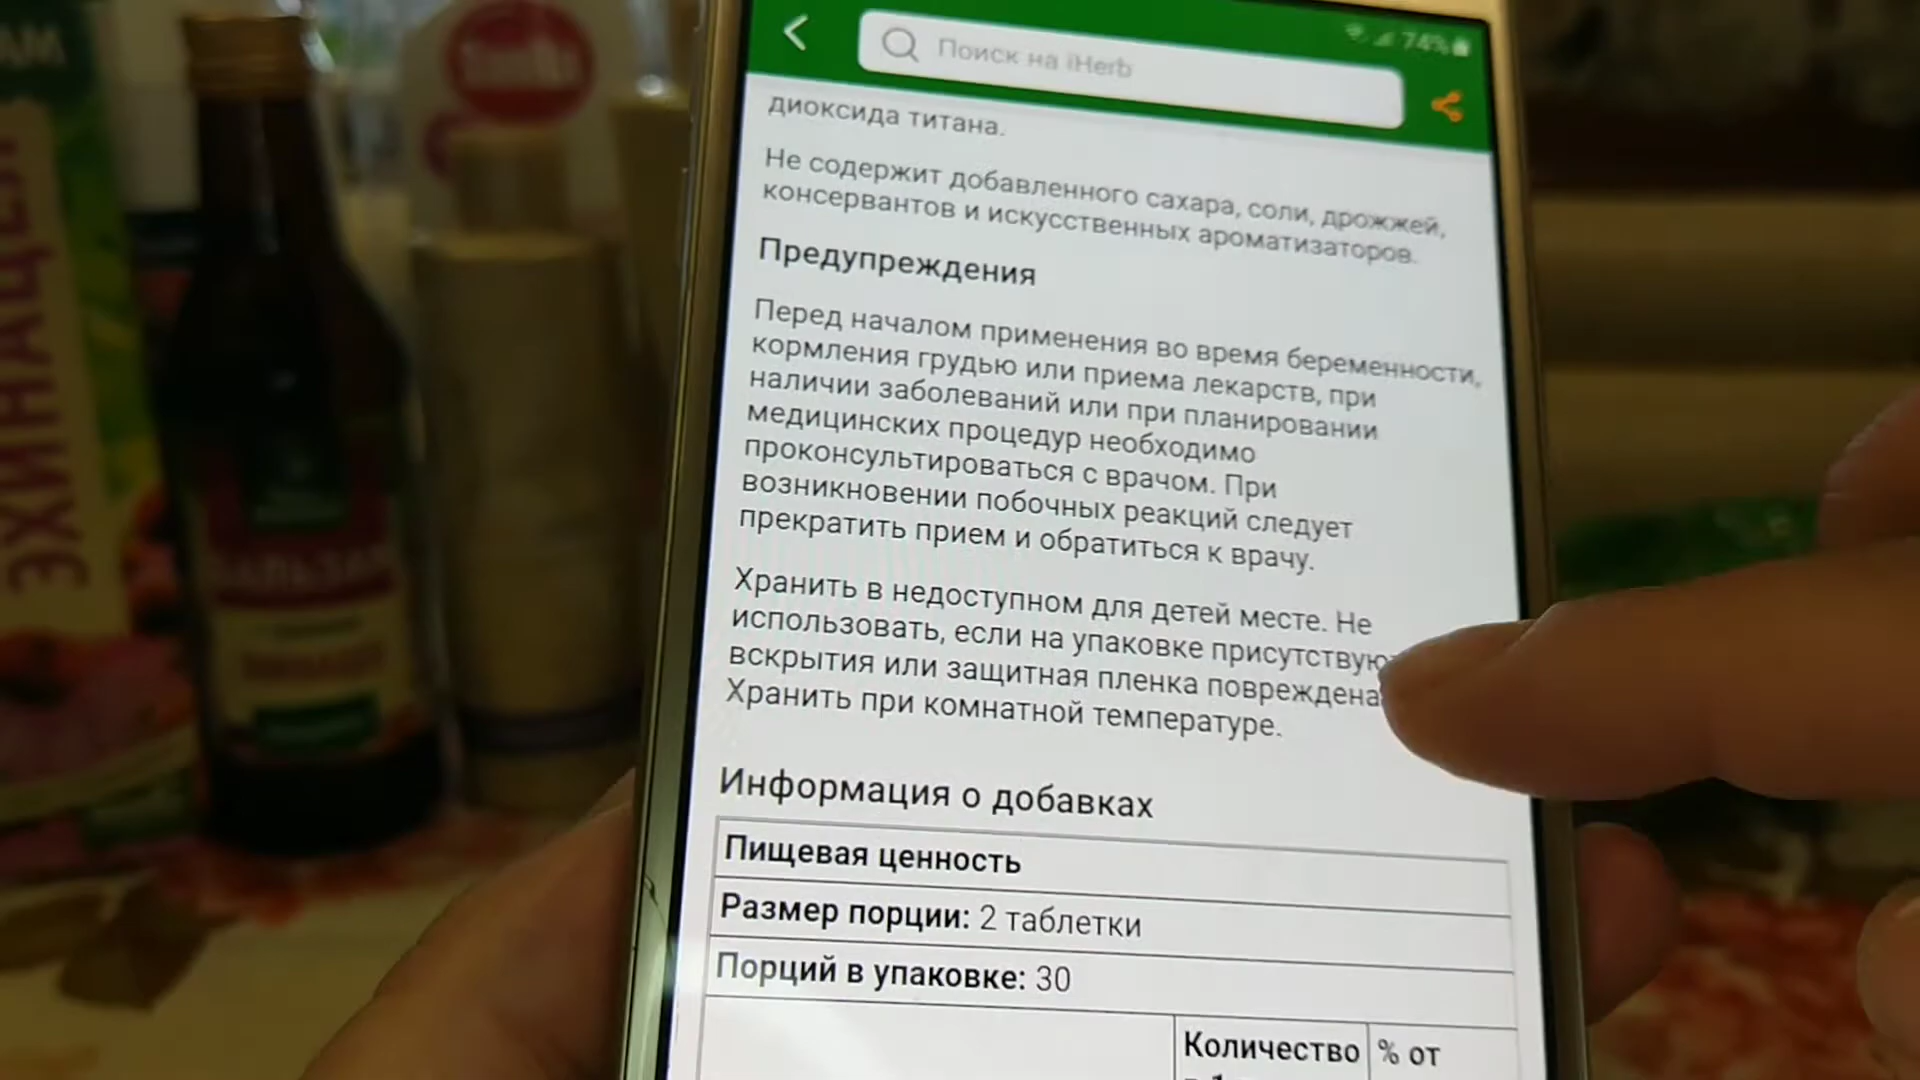 ЭХИНАЦЕИ
74%
Поиск на iHerb
диоксида титана.
Не содержит добавленного сахара, соли, дрожжей,
консервантов и искусственных ароматизаторов.
Предупреждения
Перед началом применения во время беременности,
кормления грудью или приема лекарств, при
наличии заболеваний или при планировании
медицинских процедур необходимо
проконсультироваться с врачом. При
возникновении побочных реакций следует
прекратить прием и обратиться к врачу.
Хранить в недоступном для детей месте. Не
использовать, если на упаковке присутствую
вскрытия или защитная пленка повреждена
Хранить при комнатной температуре.
Информация о добавках
Пищевая ценность
Размер порции: 2 таблетки
Порций в упаковке: 30
Количество
% от